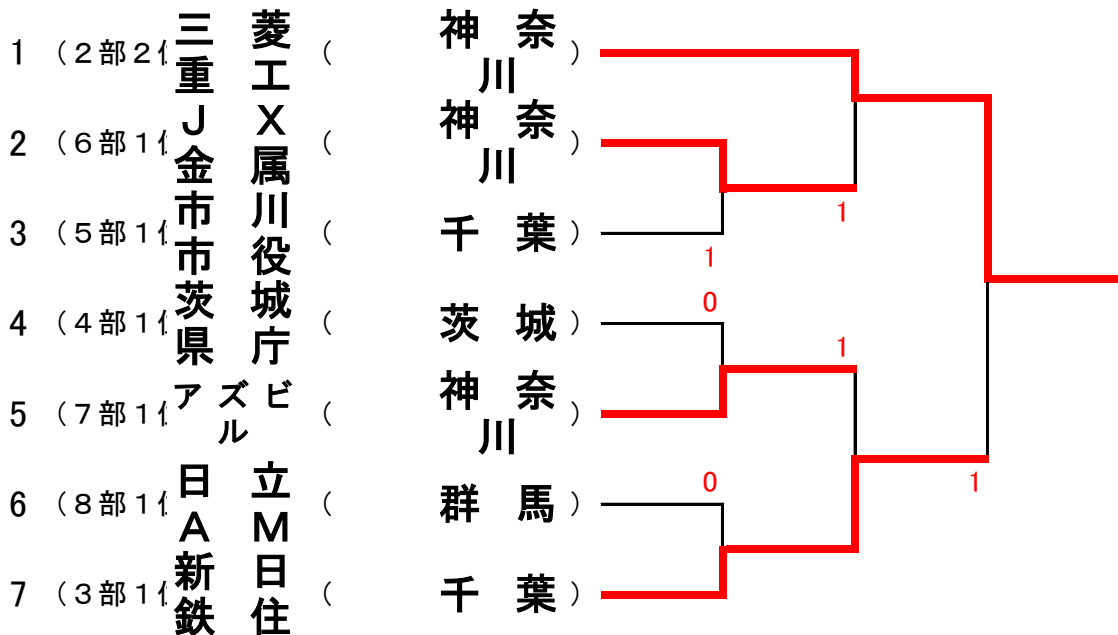 1 （２部２位 三菱重工 （ 神奈川 ）
2 （６部１位 ＪＸ金属 （ 神奈川 ） 1
3 （５部１位 市川市役 （ 千葉 ） 1
4 （４部１位 茨城県庁 （ 茨城 ） 0
5 （７部１位 アズビル （ 神奈川 ） 1
6 （８部１位 日立ＡＭ （ 群馬 ） 0 1
7 （３部１位 新日鉄住 （ 千葉 ）